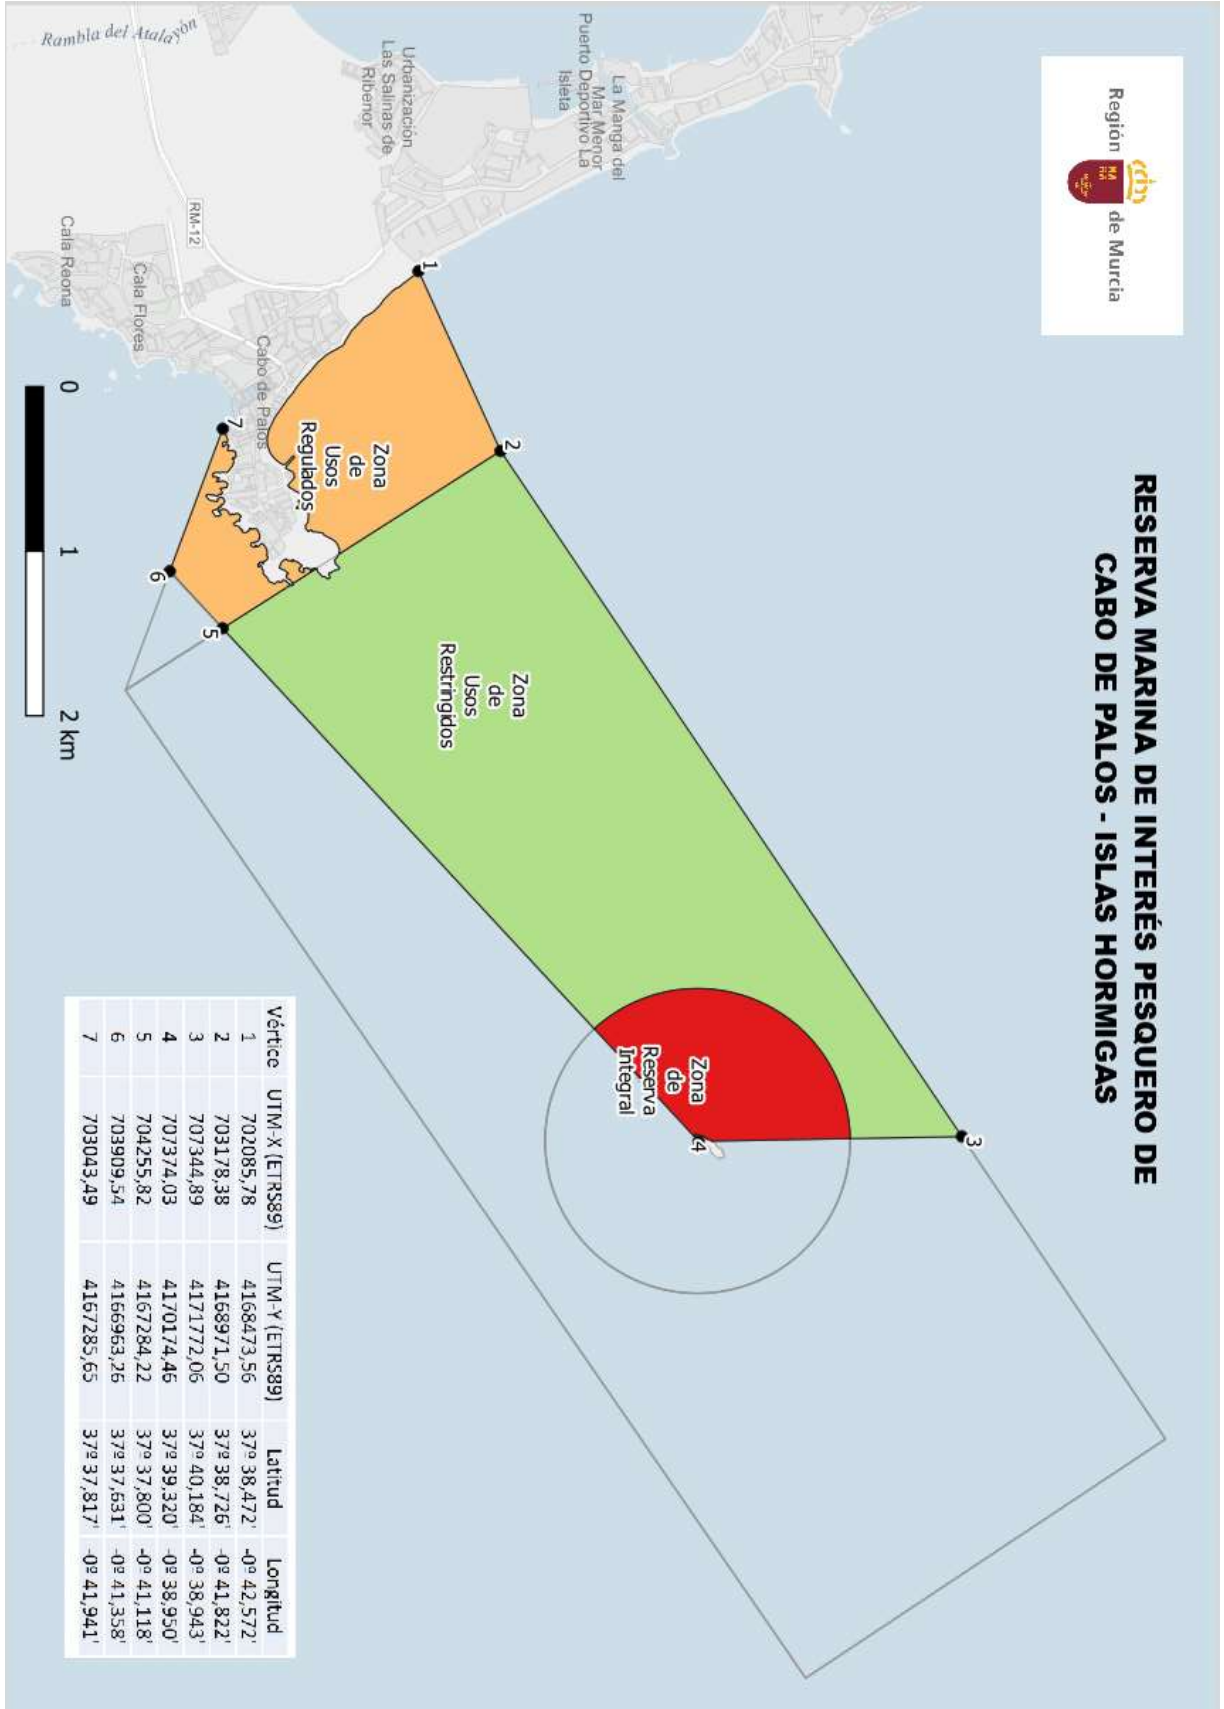 Región de Murcia
RESERVA MARINA DE INTERÉS PESQUERO DE
CABO DE PALOS - ISLAS HORMIGAS
La Manga del
Mar Menor
Puerto Deportivo La
Isleta
Urbanización
Las Salinas de
Ribenor
Rambla del Atalayón
RM-12
Cala Reona
Cala Flores
Cabo de Palos
1
2
3
4
5
6
7
Zona
de
Usos
Regulados
Zona
de
Usos
Restringidos
Zona
de
Reserva
Integral
0 1 2 km
Vértice UTM-X (ETRS89) UTM-Y (ETRS89) Latitud Longitud
1 702085,78 4168473,56 37º 38,472' -0º 42,572'
2 703178,38 4168971,50 37º 38,726' -0º 41,822'
3 707344,89 4171772,06 37º 40,184' -0º 38,943'
4 707374,03 4170174,46 37º 39,320' -0º 38,950'
5 704255,82 4167284,22 37º 37,800' -0º 41,118'
6 703909,54 4166963,26 37º 37,631' -0º 41,358'
7 703043,49 4167285,65 37º 37,817' -0º 41,941'